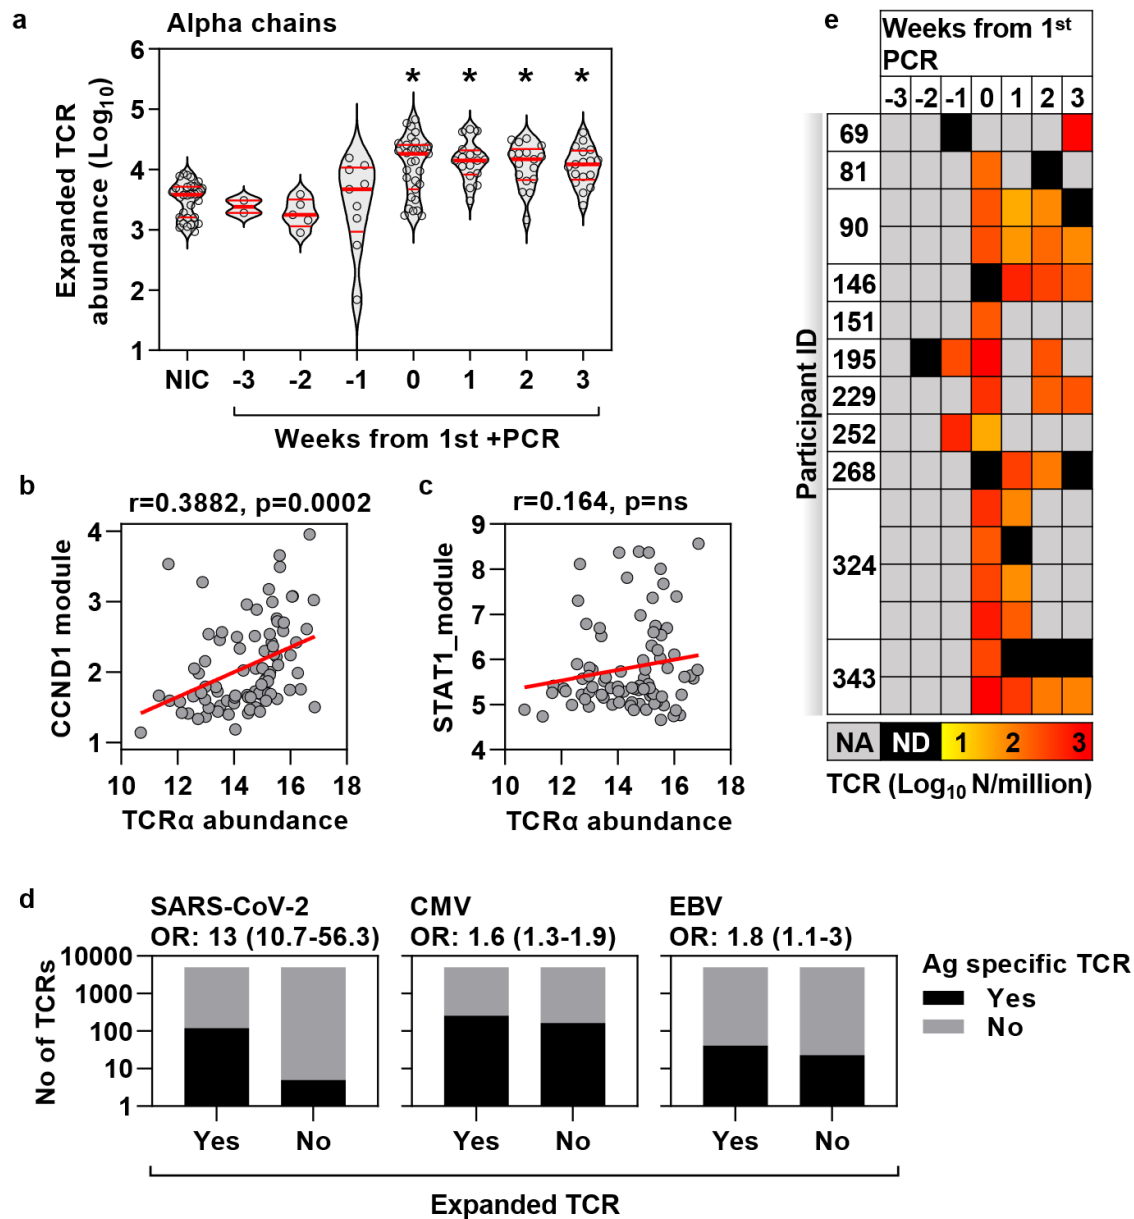 a
Alpha chains
Expanded TCR
abundance (Log10)
6
5
4
3
2
1
* * * *
NIC -3 -2 -1 0 1 2 3
Weeks from 1st +PCR
b
r=0.3882, p=0.0002
CCND1 module
4
3
2
1
10 12 14 16 18
TCRα abundance
c
r=0.164, p=ns
STAT1_module
9
8
7
6
5
4
10 12 14 16 18
TCRα abundance
d
SARS-CoV-2
OR: 13 (10.7-56.3)
CMV
OR: 1.6 (1.3-1.9)
EBV
OR: 1.8 (1.1-3)
No of TCRs
10000
1000
100
10
1
Yes No
Yes No
Yes No
Expanded TCR
Ag specific TCR
Yes
No
e
Weeks from 1st
PCR
-3 -2 -1 0 1 2 3
Participant ID
69
81
90
146
151
195
229
252
268
324
343
NA ND 1 2 3
TCR (Log10 N/million)